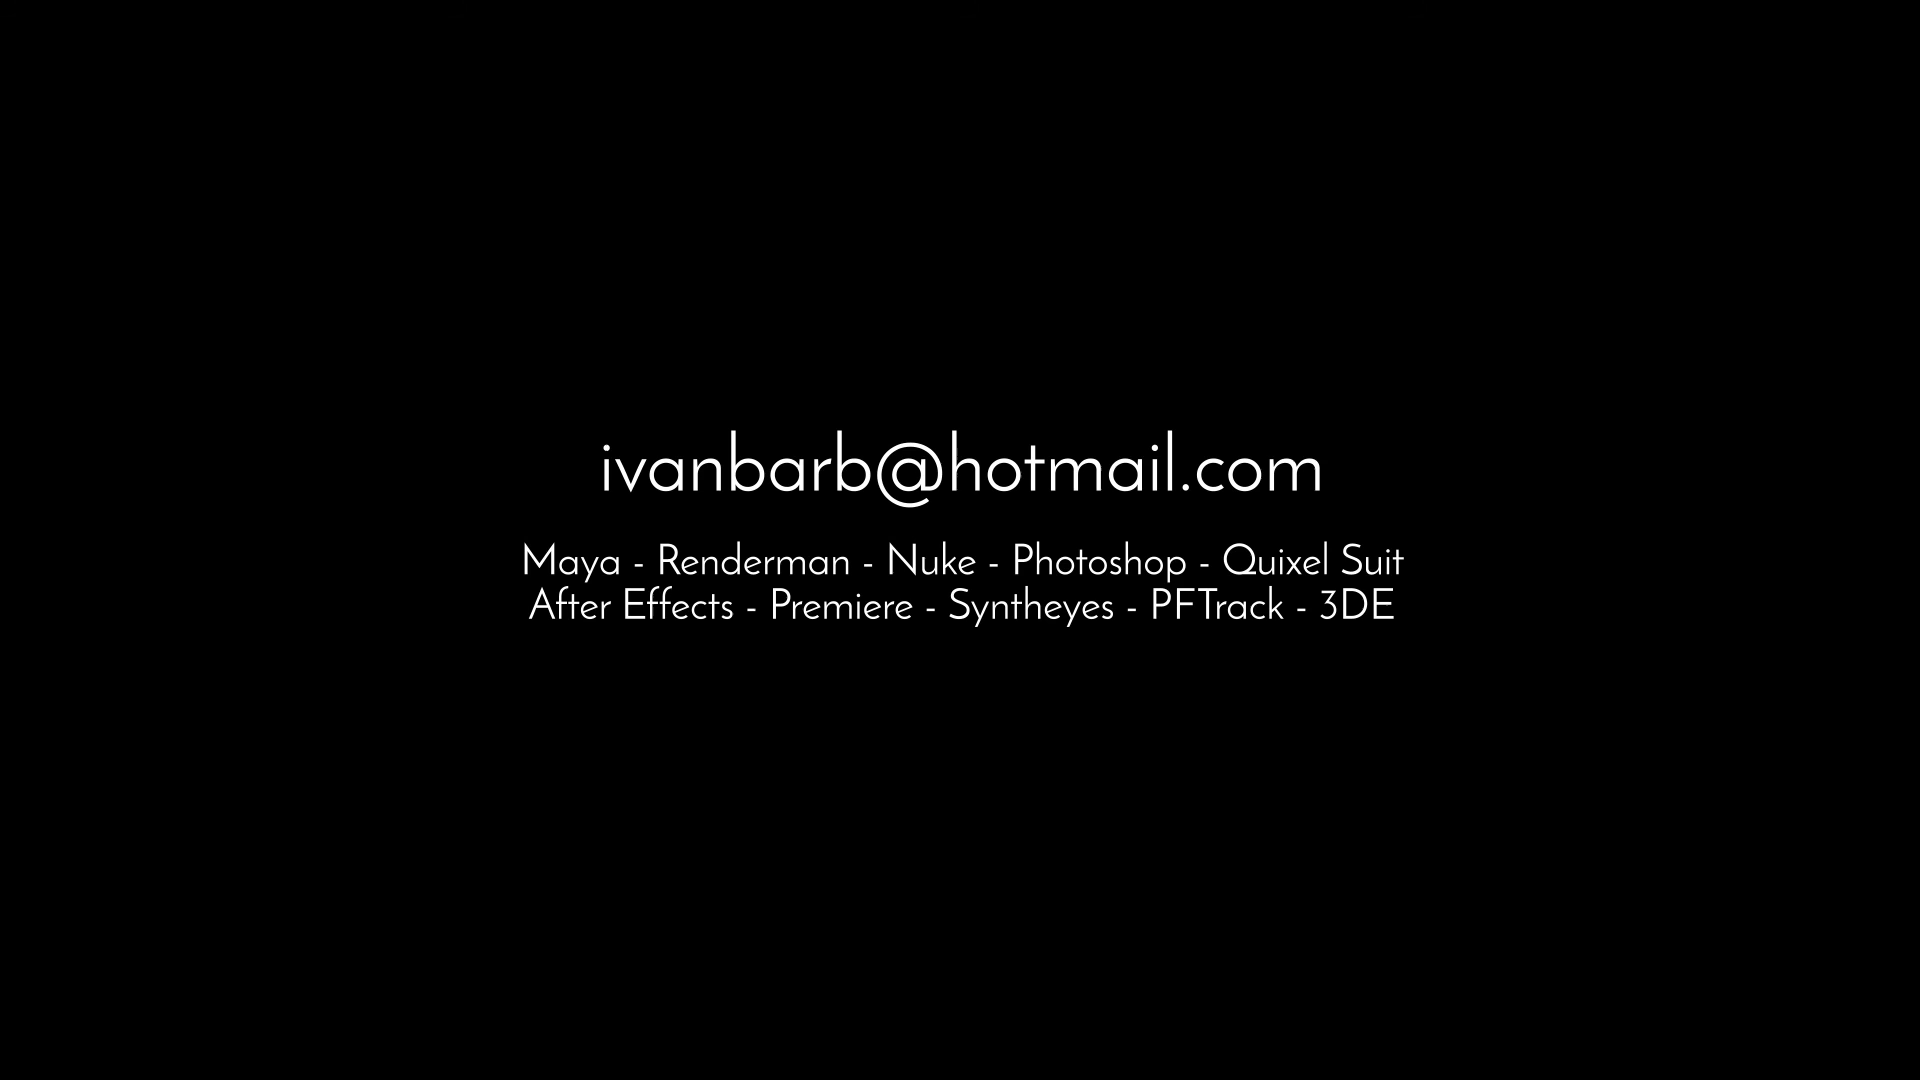 ivanbarb@hotmail.com
Maya - Renderman - Nuke - Photoshop - Quixel Suit
After Effects - Premiere - Syntheyes - PFTrack - 3DE